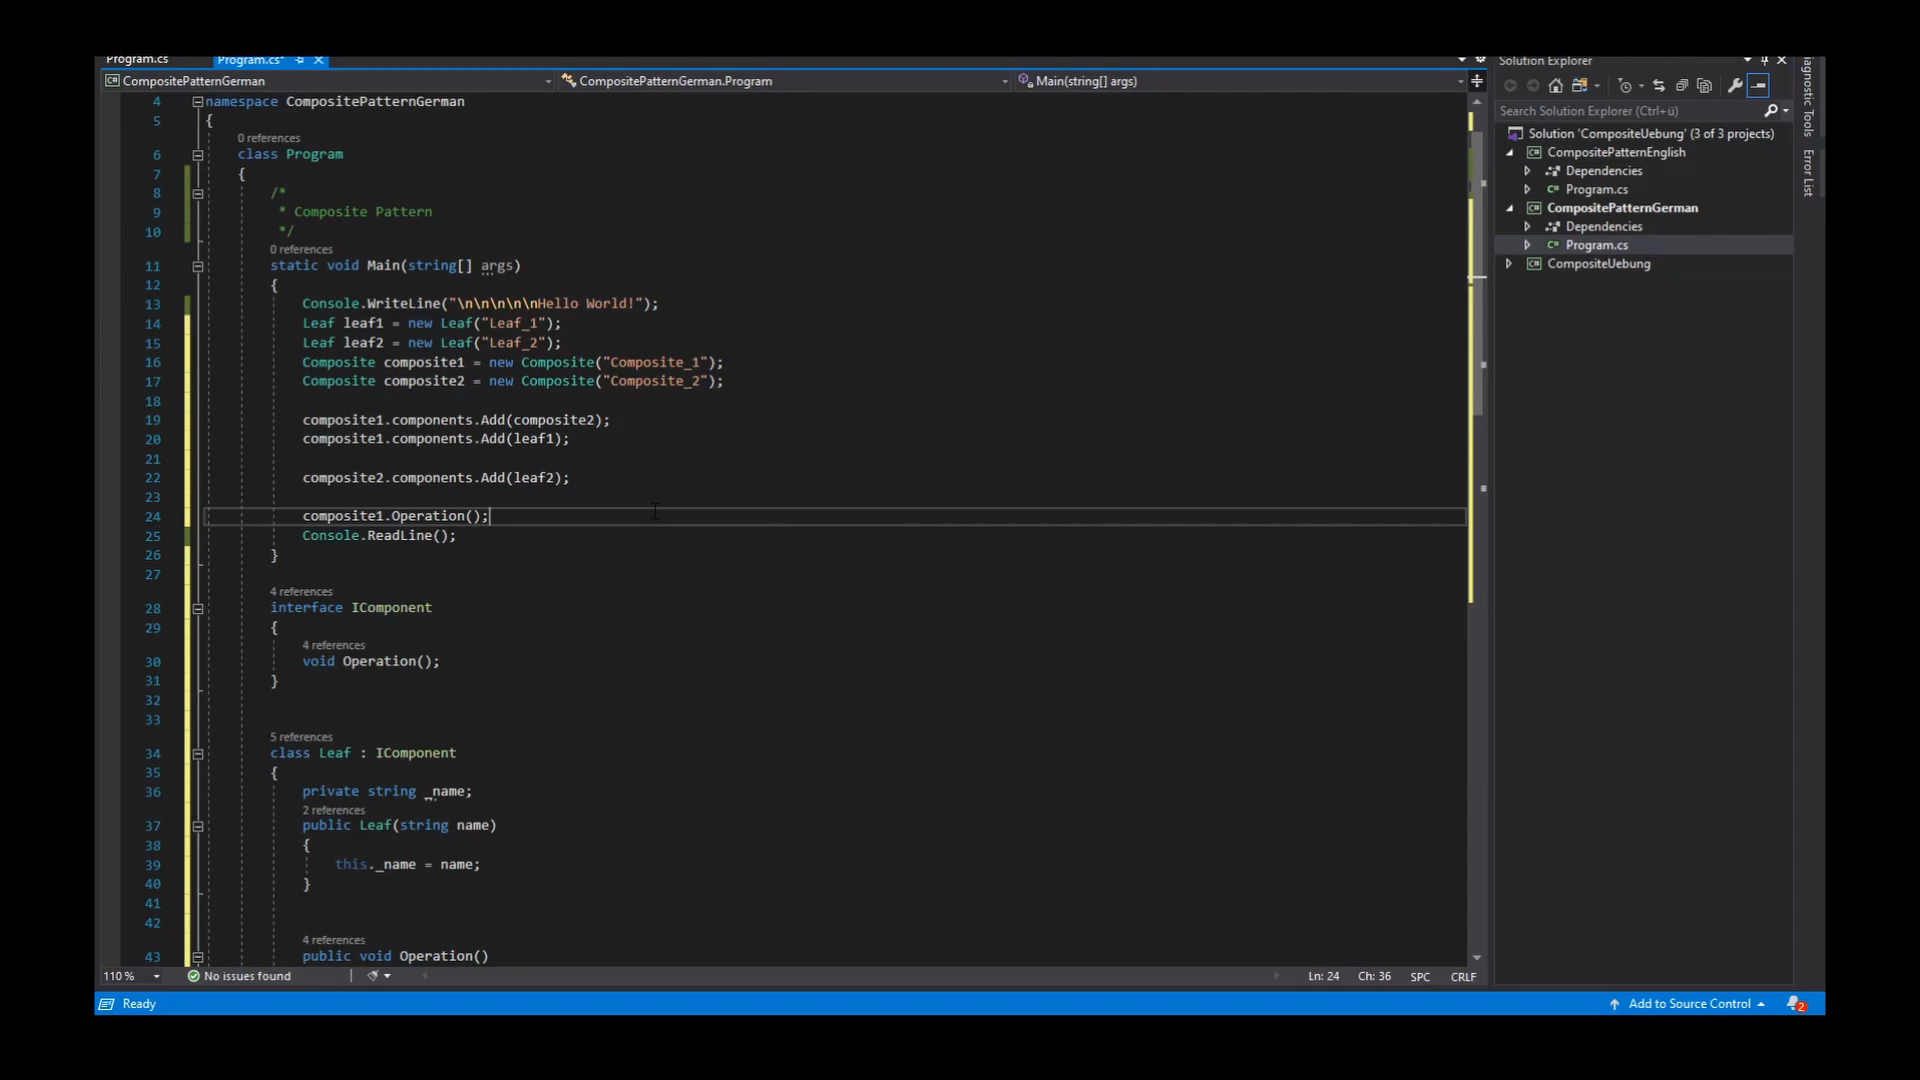 Program.cs
Program.cs*
CompositePatternGerman
CompositePatternGerman.Program
Main(string[] args)
4 namespace CompositePatternGerman
5 {
0 references
6 class Program
7 {
8 /*
9 * Composite Pattern
10 */
0 references
11 static void Main(string[] args)
12 {
13 Console.WriteLine("\n\n\n\n\nHello World!");
14 Leaf leaf1 = new Leaf("Leaf_1");
15 Leaf leaf2 = new Leaf("Leaf_2");
16 Composite composite1 = new Composite("Composite_1");
17 Composite composite2 = new Composite("Composite_2");
18
19 composite1.components.Add(composite2);
20 composite1.components.Add(leaf1);
21
22 composite2.components.Add(leaf2);
23
24 composite1.Operation();
25 Console.ReadLine();
26 }
27
4 references
28 interface IComponent
29 {
4 references
30 void Operation();
31 }
32
33
5 references
34 class Leaf : IComponent
35 {
36 private string _name;
2 references
37 public Leaf(string name)
38 {
39 this._name = name;
40 }
41
42
4 references
43 public void Operation()
110 %
No issues found
Ln: 24
Ch: 36
SPC
CRLF
Ready
Add to Source Control
2
Solution Explorer
Search Solution Explorer (Ctrl+ü)
Solution 'CompositeUebung' (3 of 3 projects)
CompositePatternEnglish
Dependencies
Program.cs
CompositePatternGerman
Dependencies
Program.cs
CompositeUebung
Error List